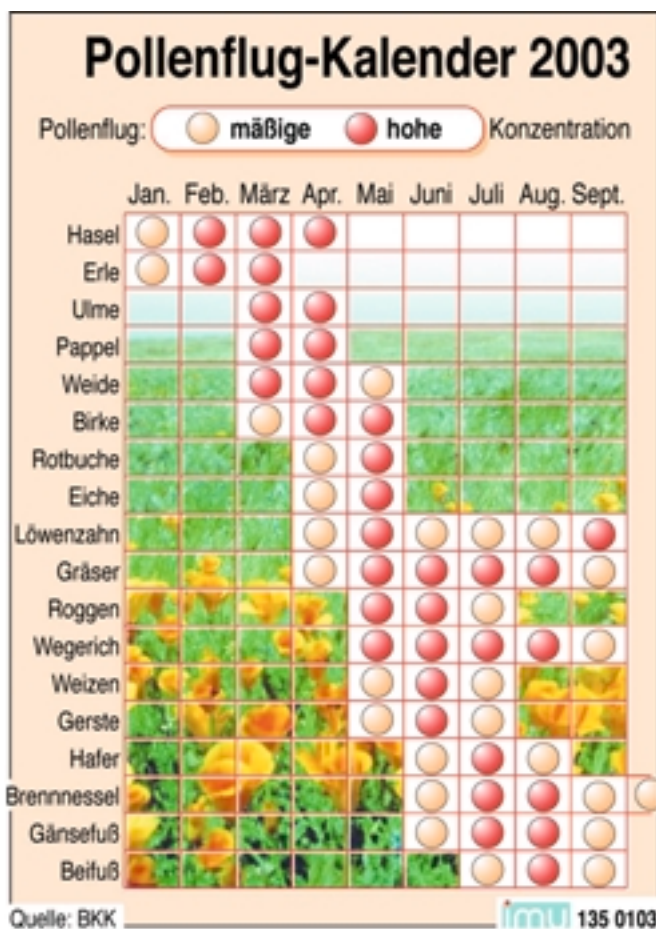 Pollenflug-Kalender 2003
Pollenflug: mäßige hohe Konzentration
Jan. Feb. März Apr. Mai Juni Juli Aug. Sept.
Hasel
Erle
Ulme
Pappel
Weide
Birke
Rotbuche
Eiche
Löwenzahn
Gräser
Roggen
Wegerich
Weizen
Gerste
Hafer
Brennnessel
Gänsefuß
Beifuß
Quelle: BKK imu 135 0103